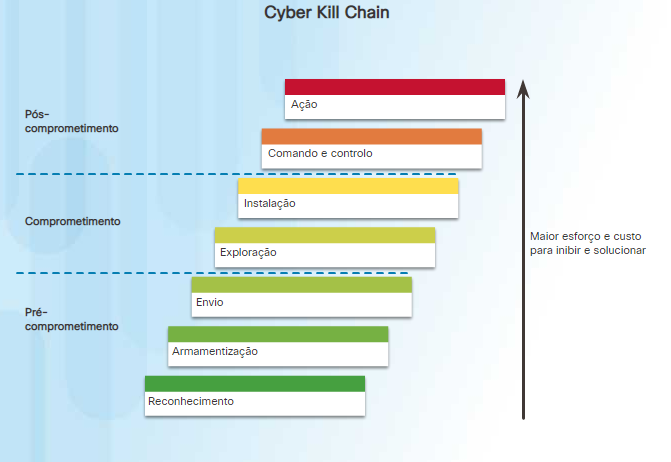 Cyber Kill Chain
Pós-
comprometimento
Ação
Comando e controlo
Comprometimento
Instalação
Exploração
Maior esforço e custo
para inibir e solucionar
Pré-
comprometimento
Envio
Armamentização
Reconhecimento